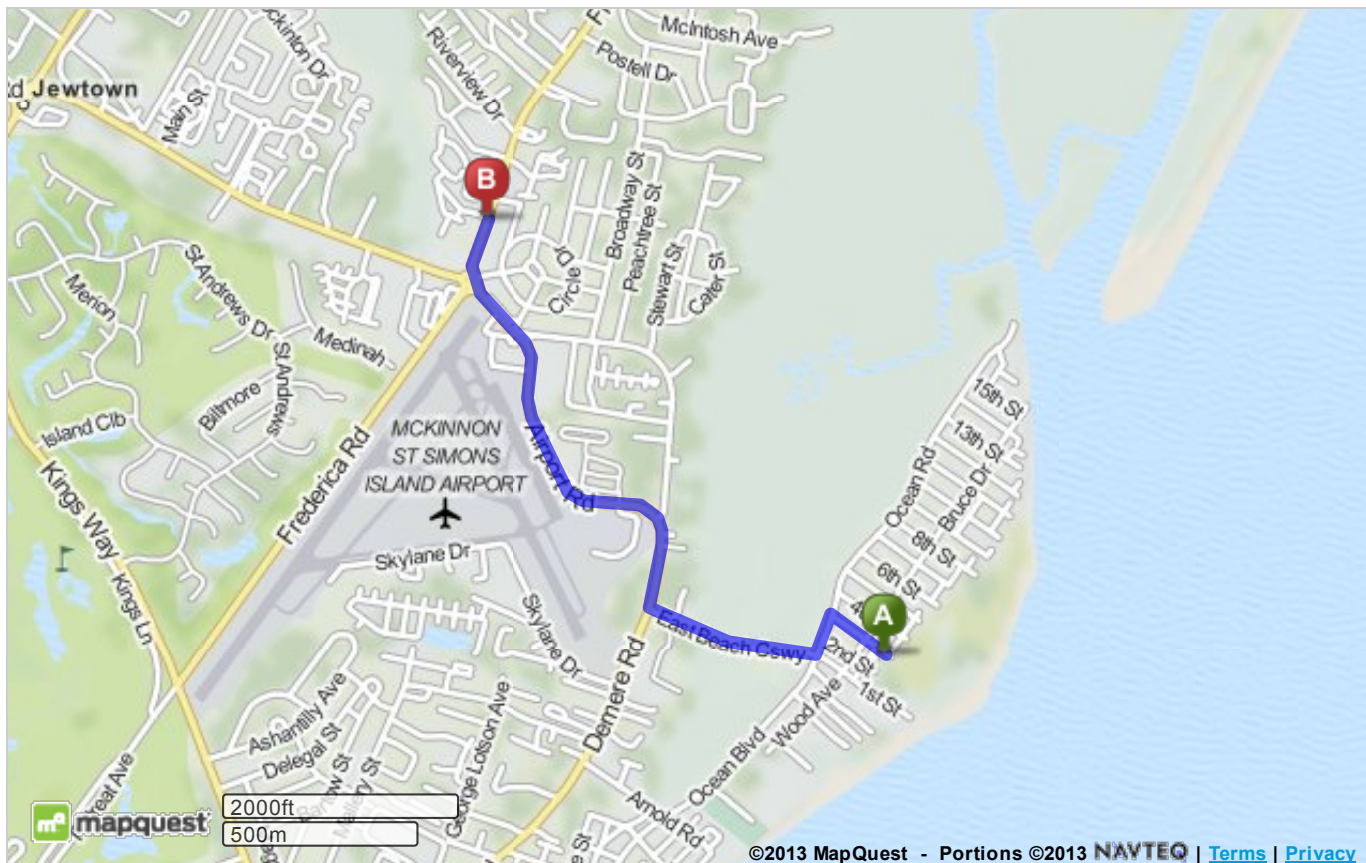 McIntosh Ave
Riverview Dr
Postell Dr
Jewtown
Main St
B
Broadway St
Peachtree St
Stewart St
Cater St
Circle Dr
St Andrews Dr
Merion
Medinah
St Andrews
Biltmore
Island Clb
15th St
13th St
Bruce Dr
Ocean Rd
8th St
6th St
MCKINNON
ST SIMONS
ISLAND AIRPORT
Airport Rd
Frederica Rd
Kings Way
Kings Ln
Skylane Dr
Skylane Dr
A
East Beach Cswy
2nd St
1st St
Wood Ave
Ocean Blvd
Demere Rd
Ashantilly Ave
Delegal St
Mallery St
George Lotson Ave
Arnold Rd
2000ft
500m
mq mapquest
©2013 MapQuest - Portions ©2013 NAVTEQ | Terms | Privacy